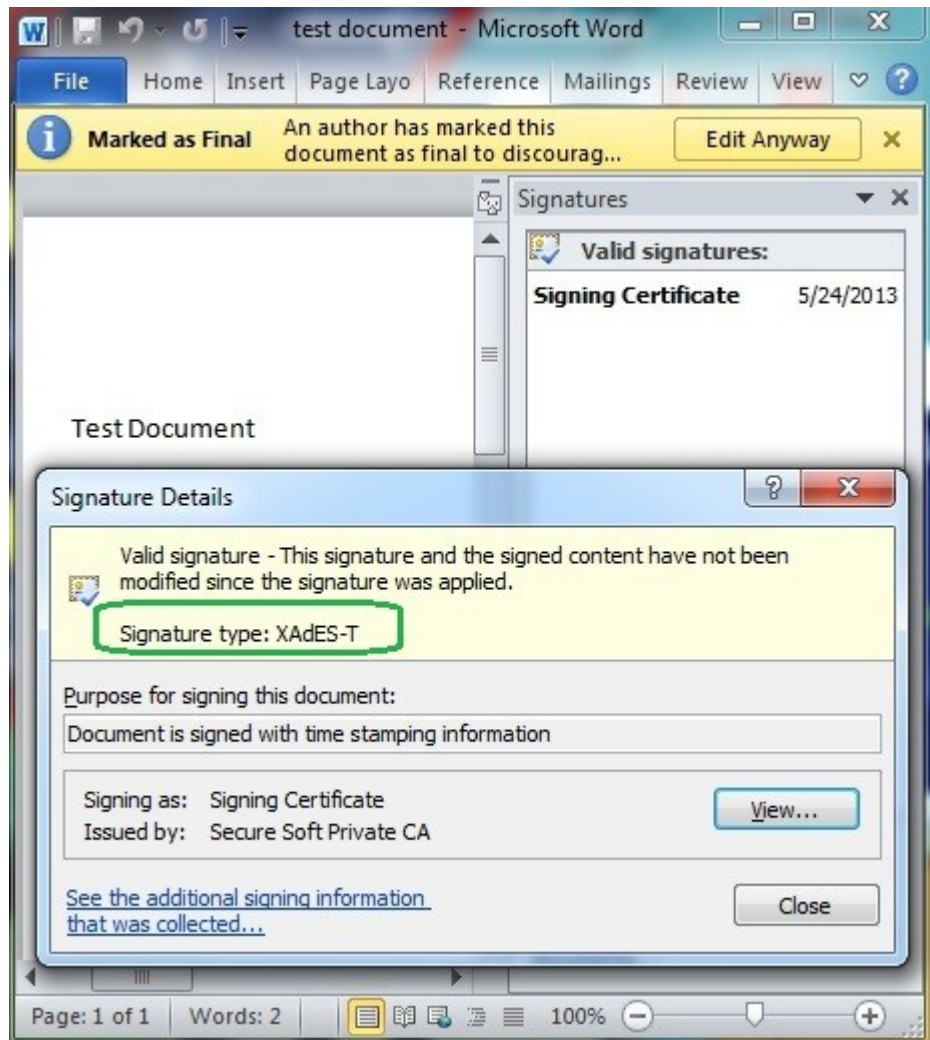 test document - Microsoft Word
File Home Insert Page Layo Reference Mailings Review View
Marked as Final An author has marked this Edit Anyway
document as final to discourag...
Signatures
Valid signatures:
Signing Certificate 5/24/2013
Test Document
Signature Details
Valid signature - This signature and the signed content have not been
modified since the signature was applied.
Signature type: XAdES-T
Purpose for signing this document:
Document is signed with time stamping information
Signing as: Signing Certificate
Issued by: Secure Soft Private CA
View...
See the additional signing information
that was collected...
Close
Page: 1 of 1 Words: 2 100%